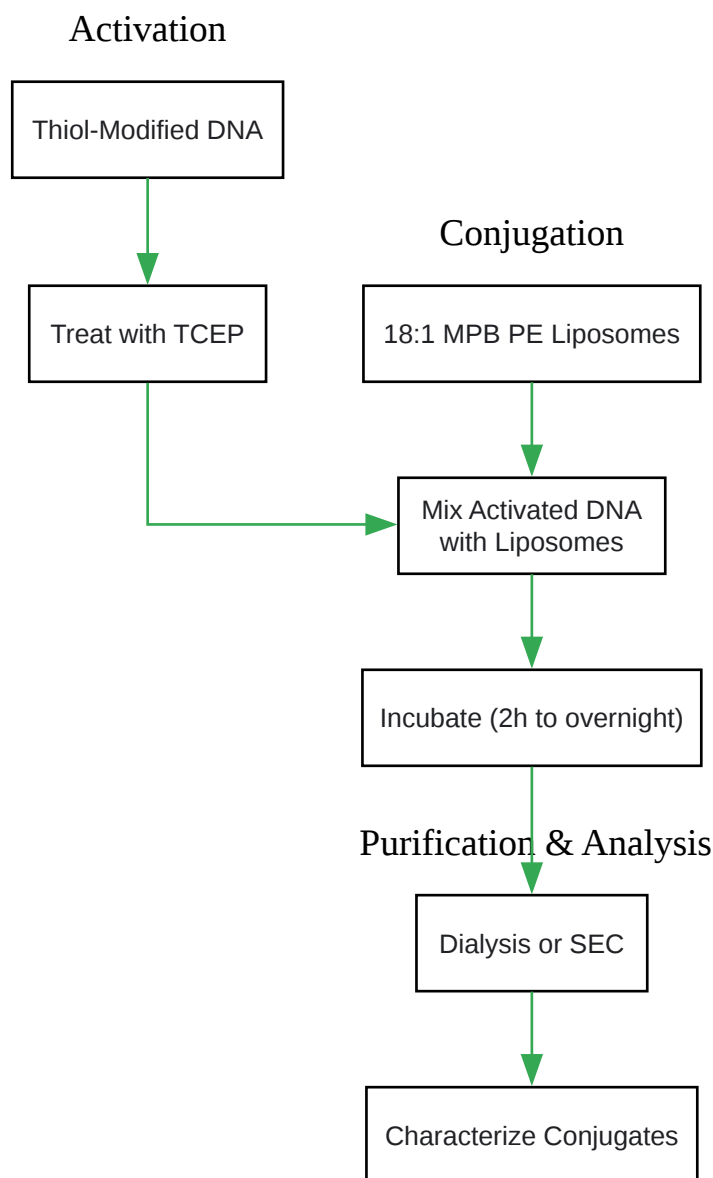 Activation
Thiol-Modified DNA
Treat with TCEP
Conjugation
18:1 MPB PE Liposomes
Mix Activated DNA
with Liposomes
Incubate (2h to overnight)
Purification & Analysis
Dialysis or SEC
Characterize Conjugates